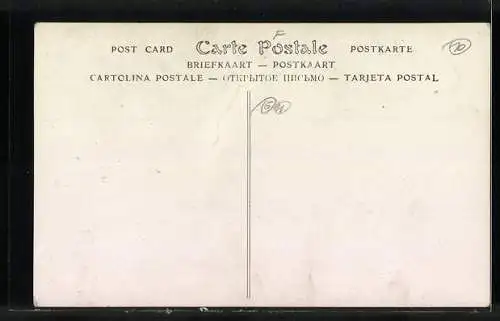 POST CARD Carte Postale POSTKARTE
BRIEFKAART — POSTKAART
CARTOLINA POSTALE — ОТКРЫТОЕ ПИСЬМО — TARJETA POSTAL